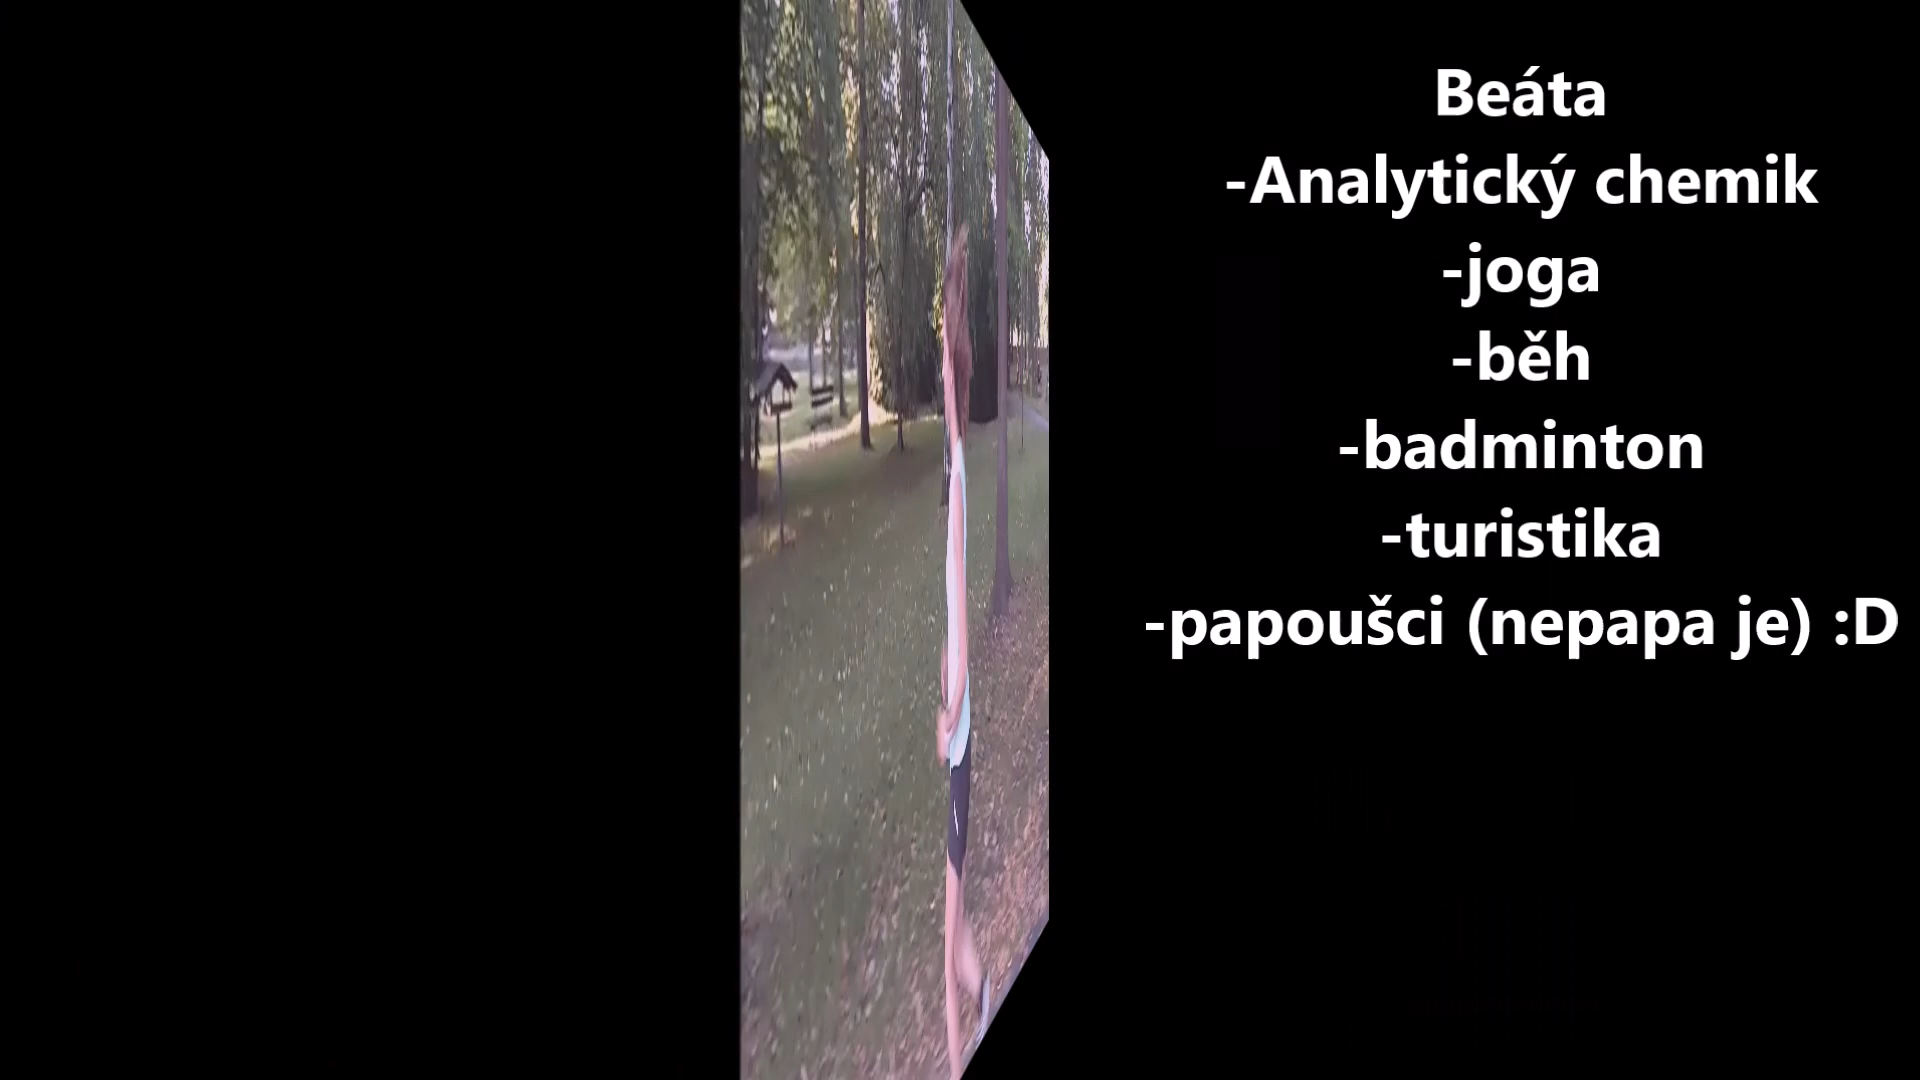 Beáta
-Analytický chemik
-joga
-běh
-badminton
-turistika
-papoušci (nepapa je) :D